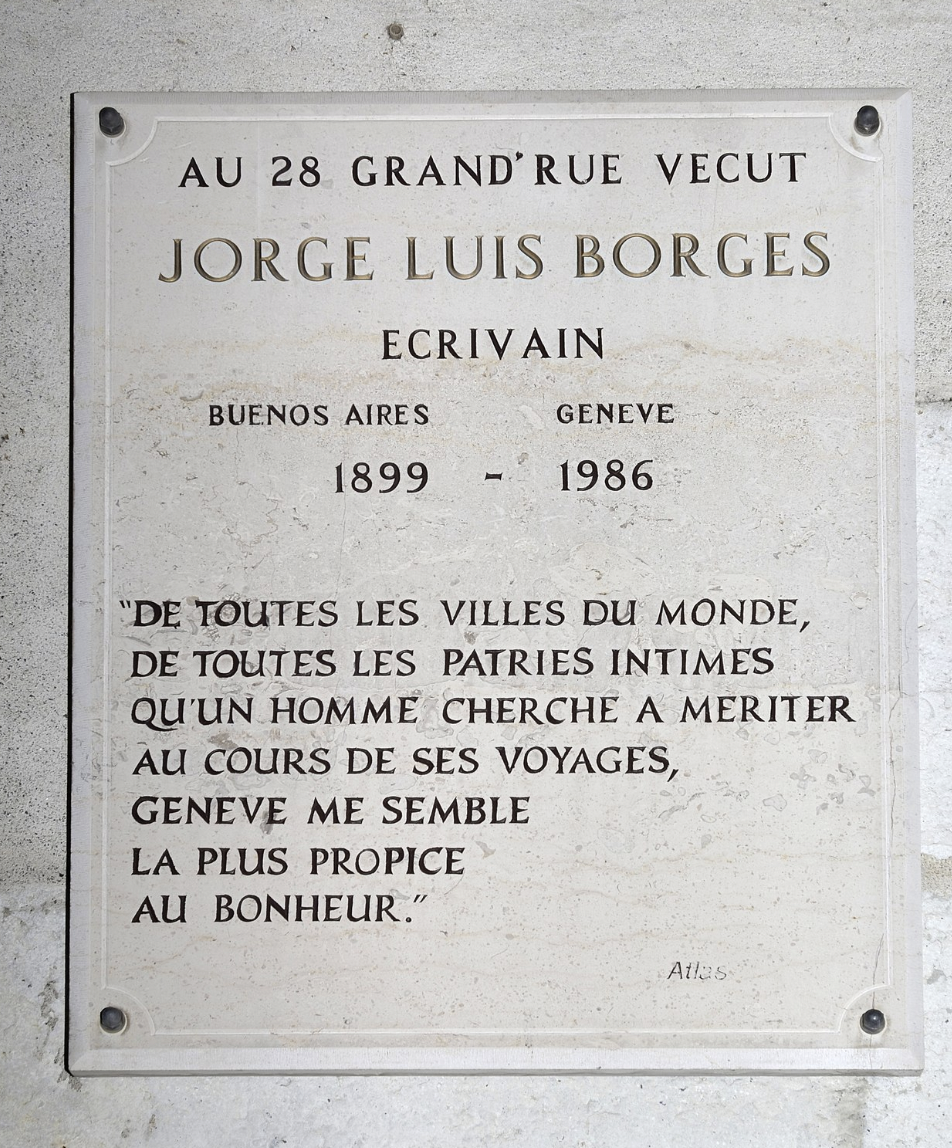 AU 28 GRAND'RUE VECUT
JORGE LUIS BORGES
ECRIVAIN
BUENOS AIRES GENEVE
1899 - 1986
"DE TOUTES LES VILLES DU MONDE,
DE TOUTES LES PATRIES INTIMES
QU'UN HOMME CHERCHE A MERITER
AU COURS DE SES VOYAGES,
GENEVE ME SEMBLE
LA PLUS PROPICE
AU BONHEUR."
Atlas